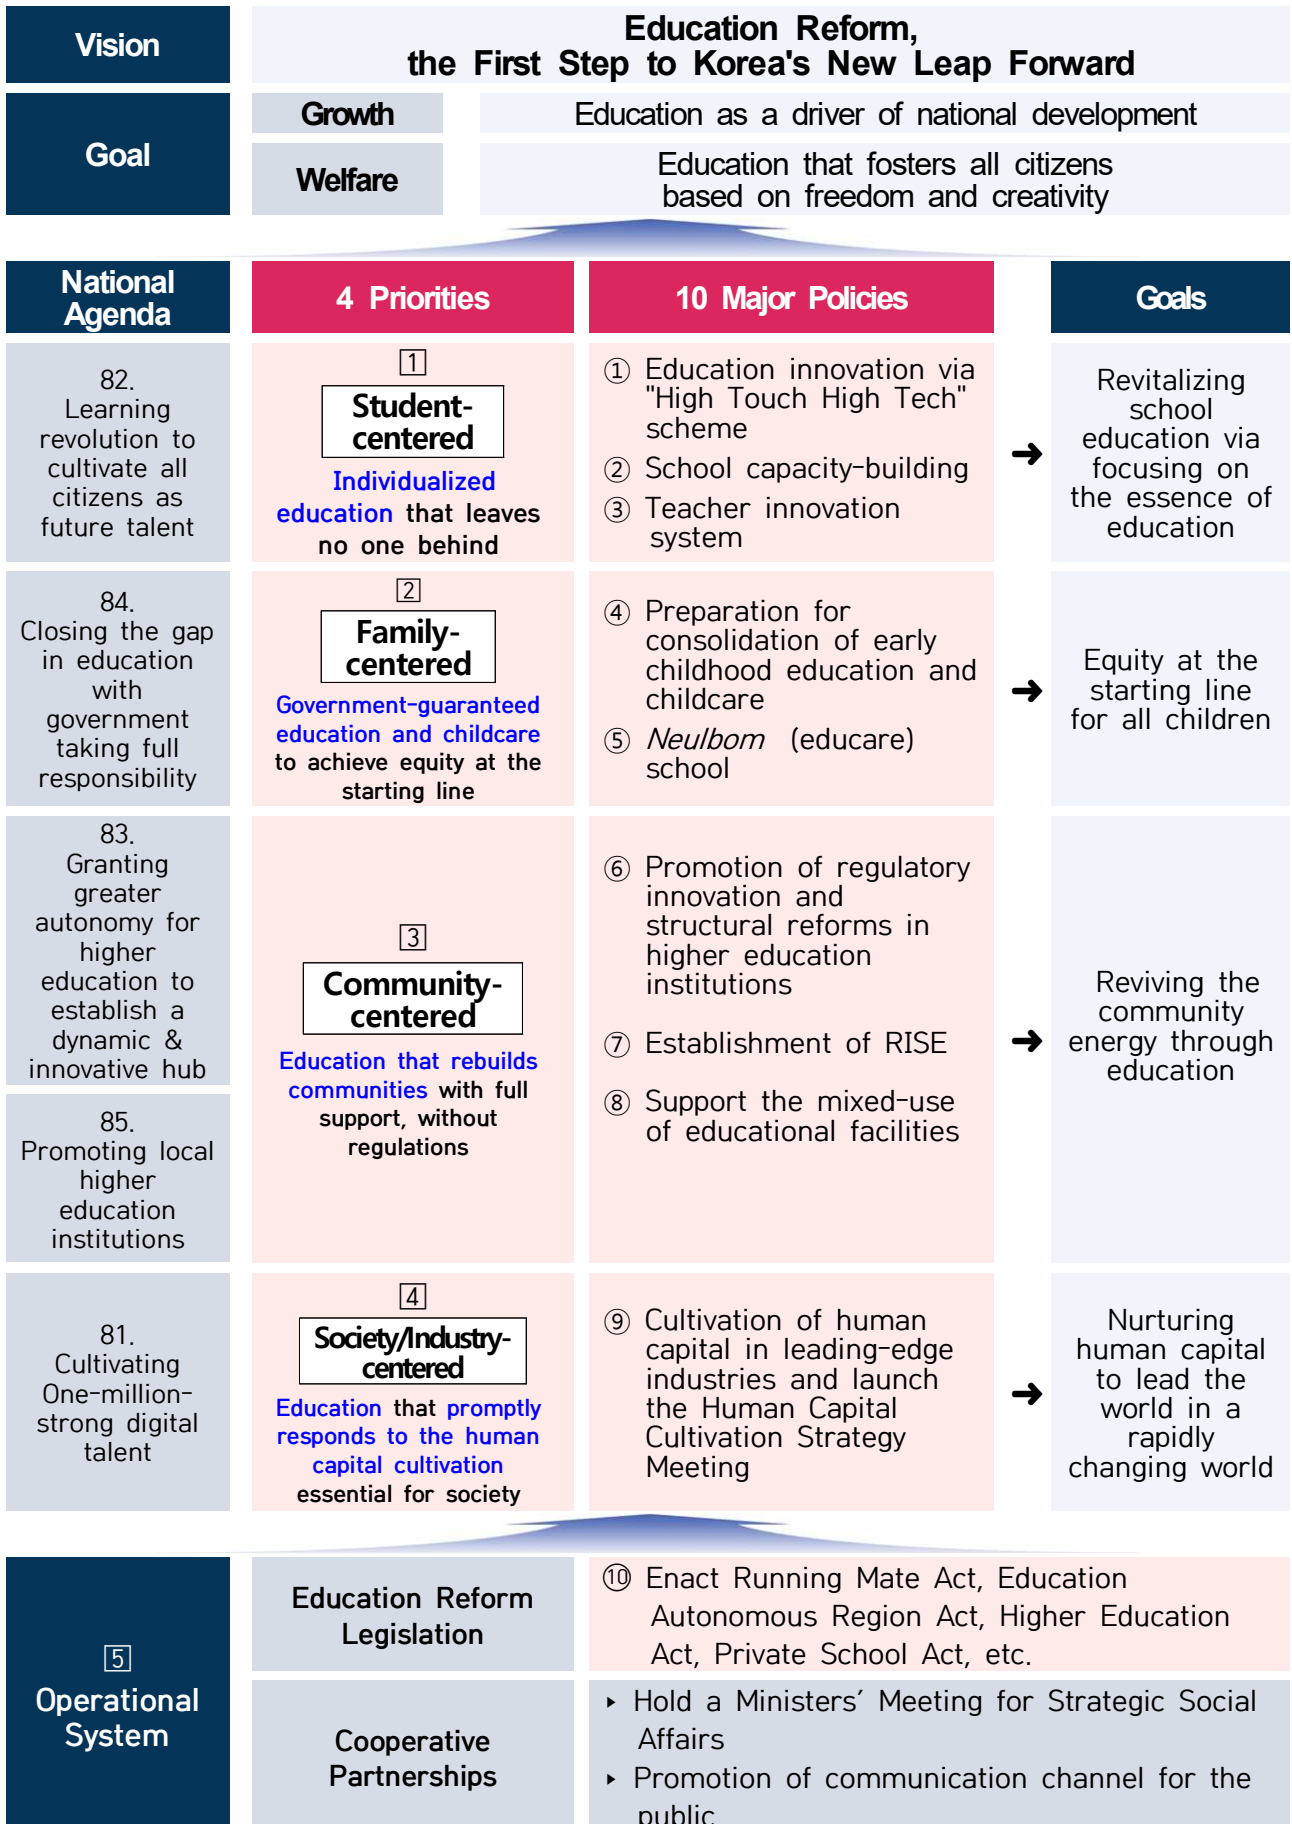 Vision
Education Reform,
the First Step to Korea's New Leap Forward
Goal
Growth
Education as a driver of national development
Welfare
Education that fosters all citizens
based on freedom and creativity
National
Agenda
4 Priorities
10 Major Policies
Goals
82.
Learning
revolution to
cultivate all
citizens as
future talent
1
Student-
centered
Individualized
education that leaves
no one behind
① Education innovation via
"High Touch High Tech"
scheme
② School capacity-building
③ Teacher innovation
system
➜
Revitalizing
school
education via
focusing on
the essence of
education
84.
Closing the gap
in education
with
government
taking full
responsibility
2
Family-
centered
Government-guaranteed
education and childcare
to achieve equity at the
starting line
④ Preparation for
consolidation of early
childhood education and
childcare
⑤ Neulbom (educare)
school
➜
Equity at the
starting line
for all children
83.
Granting
greater
autonomy for
higher
education to
establish a
dynamic &
innovative hub
85.
Promoting local
higher
education
institutions
3
Community-
centered
Education that rebuilds
communities with full
support, without
regulations
⑥ Promotion of regulatory
innovation and
structural reforms in
higher education
institutions
⑦ Establishment of RISE
⑧ Support the mixed-use
of educational facilities
➜
Reviving the
community
energy through
education
81.
Cultivating
One-million-
strong digital
talent
4
Society/Industry-
centered
Education that promptly
responds to the human
capital cultivation
essential for society
⑨ Cultivation of human
capital in leading-edge
industries and launch
the Human Capital
Cultivation Strategy
Meeting
➜
Nurturing
human capital
to lead the
world in a
rapidly
changing world
5
Operational
System
Education Reform
Legislation
⑩ Enact Running Mate Act, Education
Autonomous Region Act, Higher Education
Act, Private School Act, etc.
Cooperative
Partnerships
‣ Hold a Ministers′ Meeting for Strategic Social
Affairs
‣ Promotion of communication channel for the
public